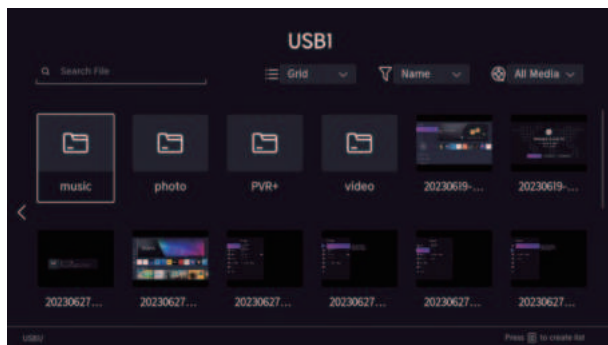 USB1
Search File Grid Name All Media
music photo PVR+ video 20230619-... 20230619-...
20230627... 20230627... 20230627... 20230627... 20230627... 20230627...
USB1/ Press to create list